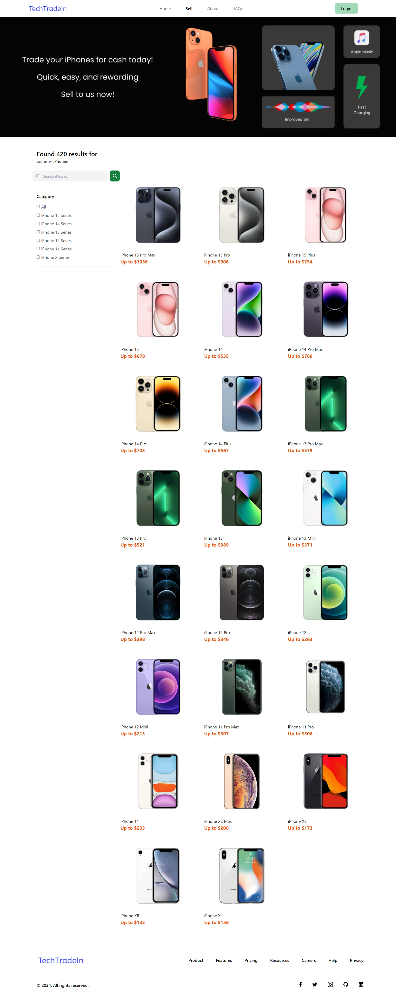 TechTradeIn
Home
Sell
About
FAQs
Login
Trade your iPhones for cash today!
Quick, easy, and rewarding
Sell to us now!
Apple Music
Improved Siri
Fast
Charging
Found 420 results for
Summer iPhones
Search iPhone...
Category
All
iPhone 15 Series
iPhone 14 Series
iPhone 13 Series
iPhone 12 Series
iPhone 11 Series
iPhone X Series
iPhone 15 Pro Max
Up to $1056
iPhone 15 Pro
Up to $906
iPhone 15 Plus
Up to $754
iPhone 15
Up to $678
iPhone 14
Up to $535
iPhone 14 Pro Max
Up to $769
iPhone 14 Pro
Up to $703
iPhone 14 Plus
Up to $567
iPhone 13 Pro Max
Up to $579
iPhone 13 Pro
Up to $521
iPhone 13
Up to $389
iPhone 13 Mini
Up to $371
iPhone 12 Pro Max
Up to $398
iPhone 12 Pro
Up to $346
iPhone 12
Up to $263
iPhone 12 Mini
Up to $213
iPhone 11 Pro Max
Up to $307
iPhone 11 Pro
Up to $306
iPhone 11
Up to $233
iPhone XS Max
Up to $206
iPhone XS
Up to $173
iPhone
9:41
iPhone
iPhone XR
Up to $133
iPhone X
Up to $136
TechTradeIn
Product
Features
Pricing
Resources
Careers
Help
Privacy
© 2024. All rights reserved.